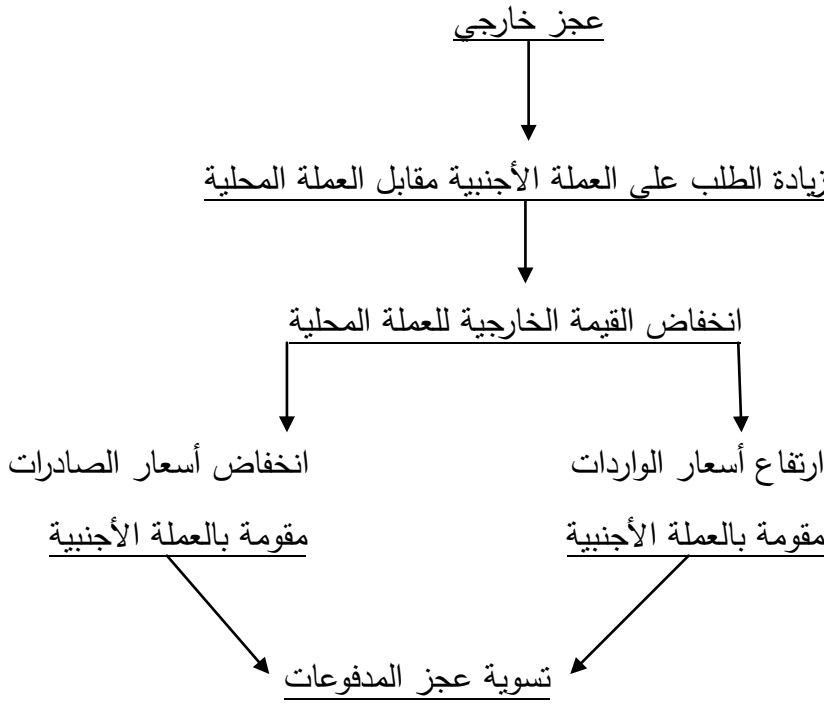 عجز خارجي
زيادة الطلب على العملة الأجنبية مقابل العملة المحلية
انخفاض القيمة الخارجية للعملة المحلية
ارتفاع أسعار الواردات
مقومة بالعملة الأجنبية
انخفاض أسعار الصادرات
مقومة بالعملة الأجنبية
تسوية عجز المدفوعات